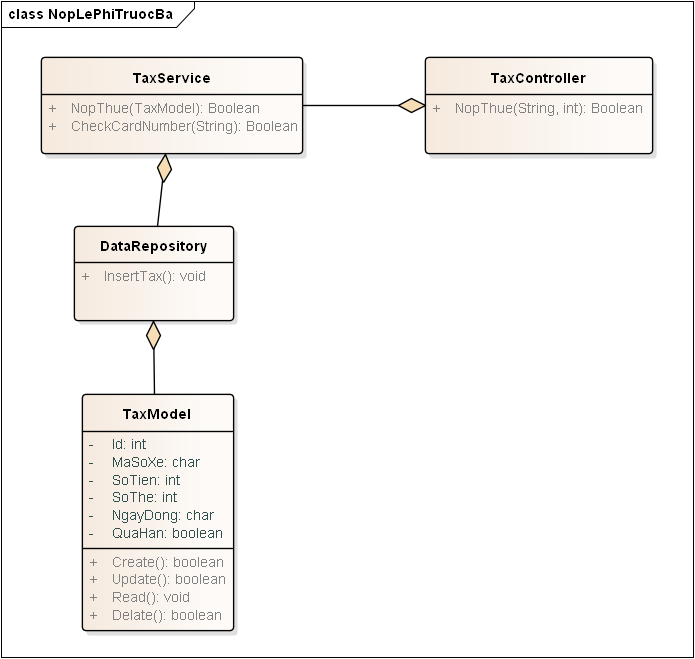 class NopLePhiTruocBa
TaxService
+ NopThue(TaxModel): Boolean
+ CheckCardNumber(String): Boolean
TaxController
+ NopThue(String, int): Boolean
DataRepository
+ InsertTax(): void
TaxModel
- Id: int
- MaSoXe: char
- SoTien: int
- SoThe: int
- NgayDong: char
- QuaHan: boolean
+ Create(): boolean
+ Update(): boolean
+ Read(): void
+ Delate(): boolean